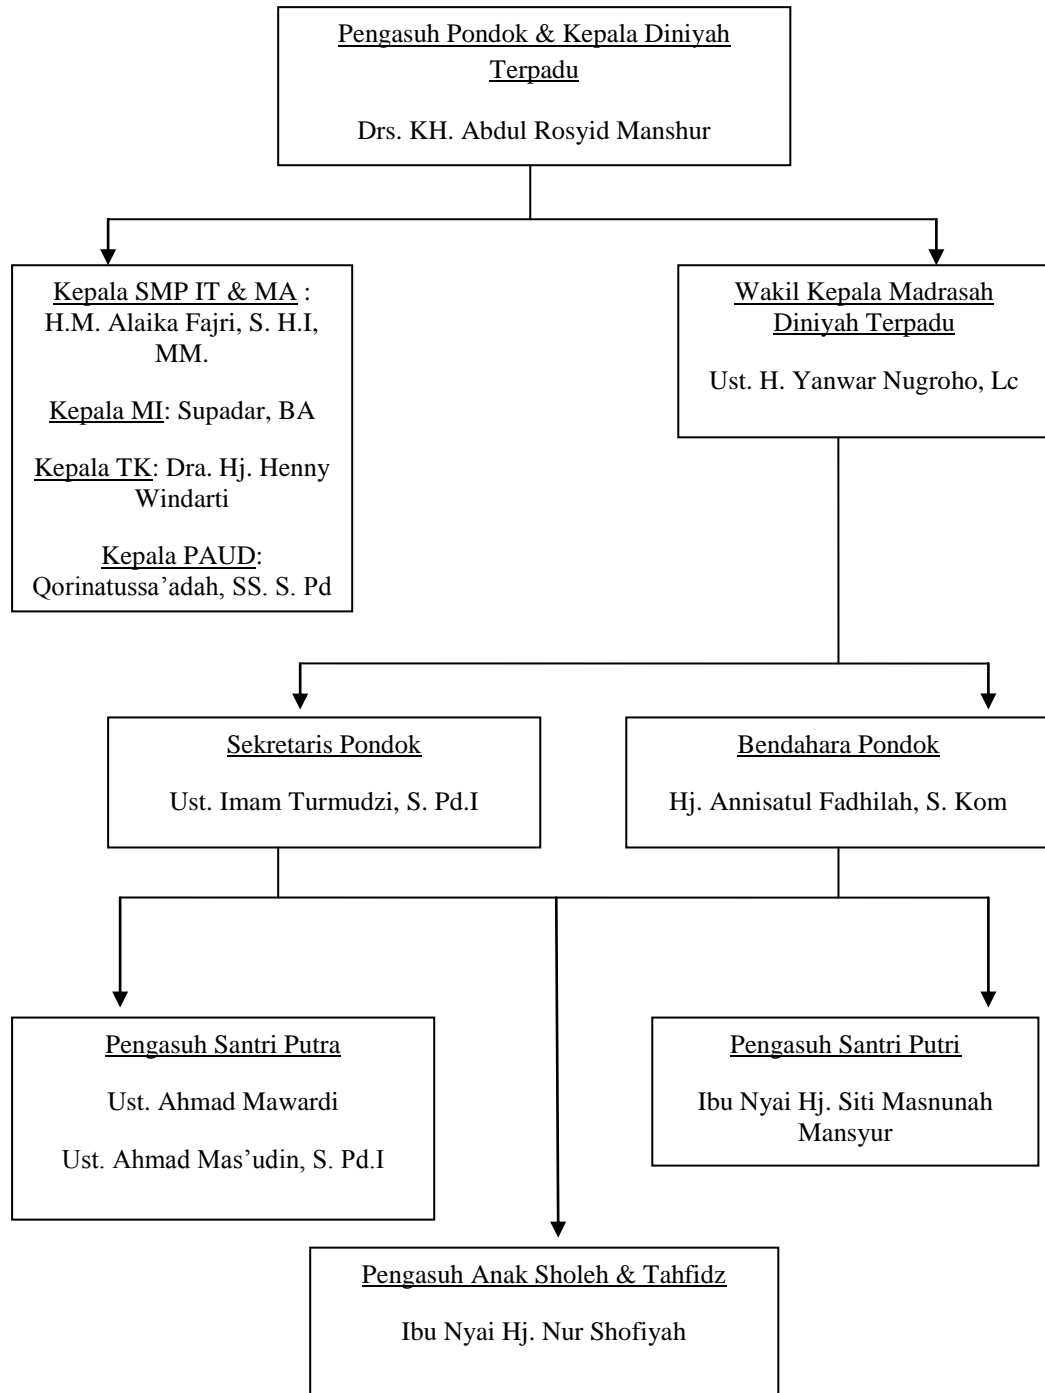 Pengasuh Pondok & Kepala Diniyah
Terpadu
Drs. KH. Abdul Rosyid Manshur
Kepala SMP IT & MA :
H.M. Alaika Fajri, S. H.I,
MM.
Kepala MI: Supadar, BA
Kepala TK: Dra. Hj. Henny
Windarti
Kepala PAUD:
Qorinatussa’adah, SS. S. Pd
Wakil Kepala Madrasah
Diniyah Terpadu
Ust. H. Yanwar Nugroho, Lc
Sekretaris Pondok
Ust. Imam Turmudzi, S. Pd.I
Bendahara Pondok
Hj. Annisatul Fadhilah, S. Kom
Pengasuh Santri Putra
Ust. Ahmad Mawardi
Ust. Ahmad Mas’udin, S. Pd.I
Pengasuh Santri Putri
Ibu Nyai Hj. Siti Masnunah
Mansyur
Pengasuh Anak Sholeh & Tahfidz
Ibu Nyai Hj. Nur Shofiyah